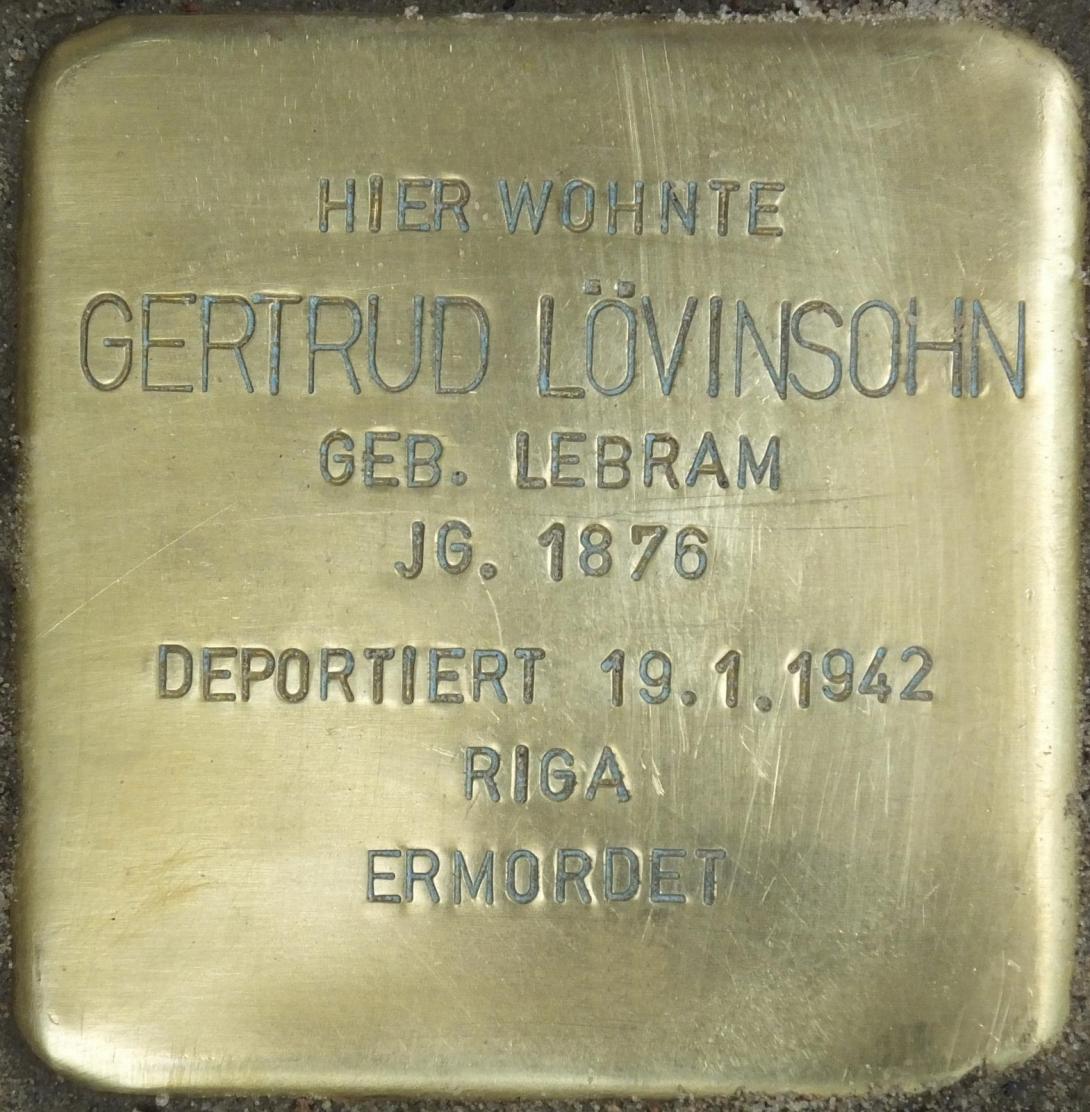 HIER WOHNTE
GERTRUD LÖVINSOHN
GEB. LEBRAM
JG. 1876
DEPORTIERT 19.1.1942
RIGA
ERMORDET